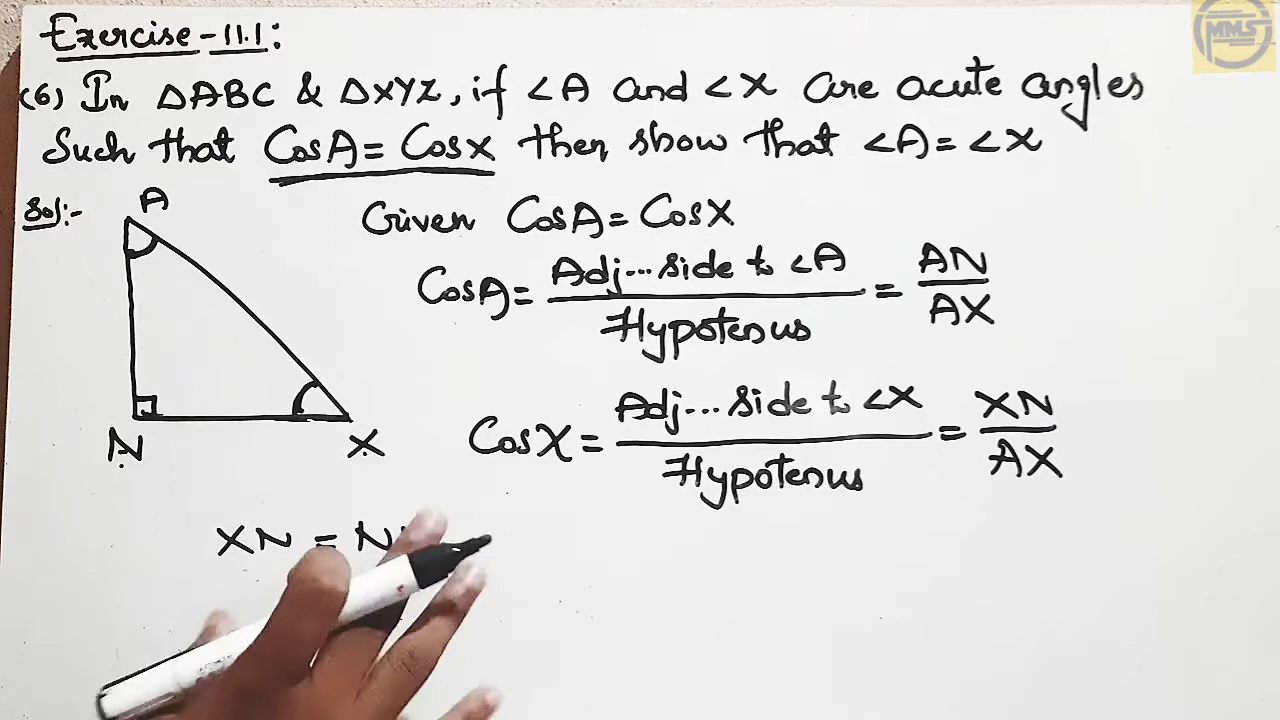 Exercise-11.1:
MMS
(6) In △ABC & △XYZ, if ∠A and ∠X are acute angles
Such that CosA = CosX then show that ∠A = ∠X
Sol:-
A
N
X
Given CosA = CosX
CosA = Adj... side to ∠A / Hypotenus = AN / AX
CosX = Adj... side to ∠X / Hypotenus = XN / AX
XN = N